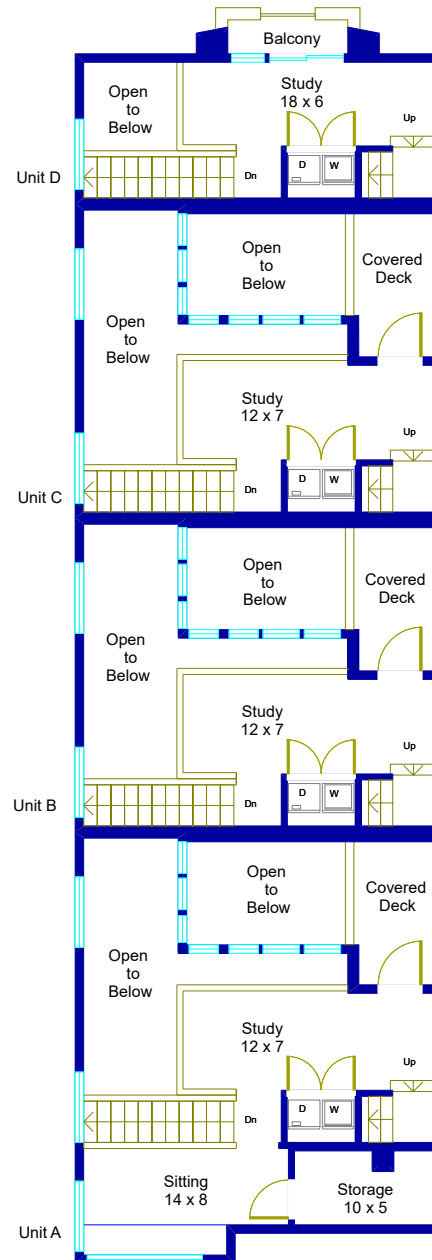 Balcony
Open
to
Below
Study
18 x 6
Up
D
W
Dn
Unit D
Open
to
Below
Covered
Deck
Open
to
Below
Study
12 x 7
Up
D
W
Dn
Unit C
Open
to
Below
Covered
Deck
Open
to
Below
Study
12 x 7
Up
D
W
Dn
Unit B
Open
to
Below
Covered
Deck
Open
to
Below
Study
12 x 7
Up
D
W
Dn
Sitting
14 x 8
Storage
10 x 5
Unit A